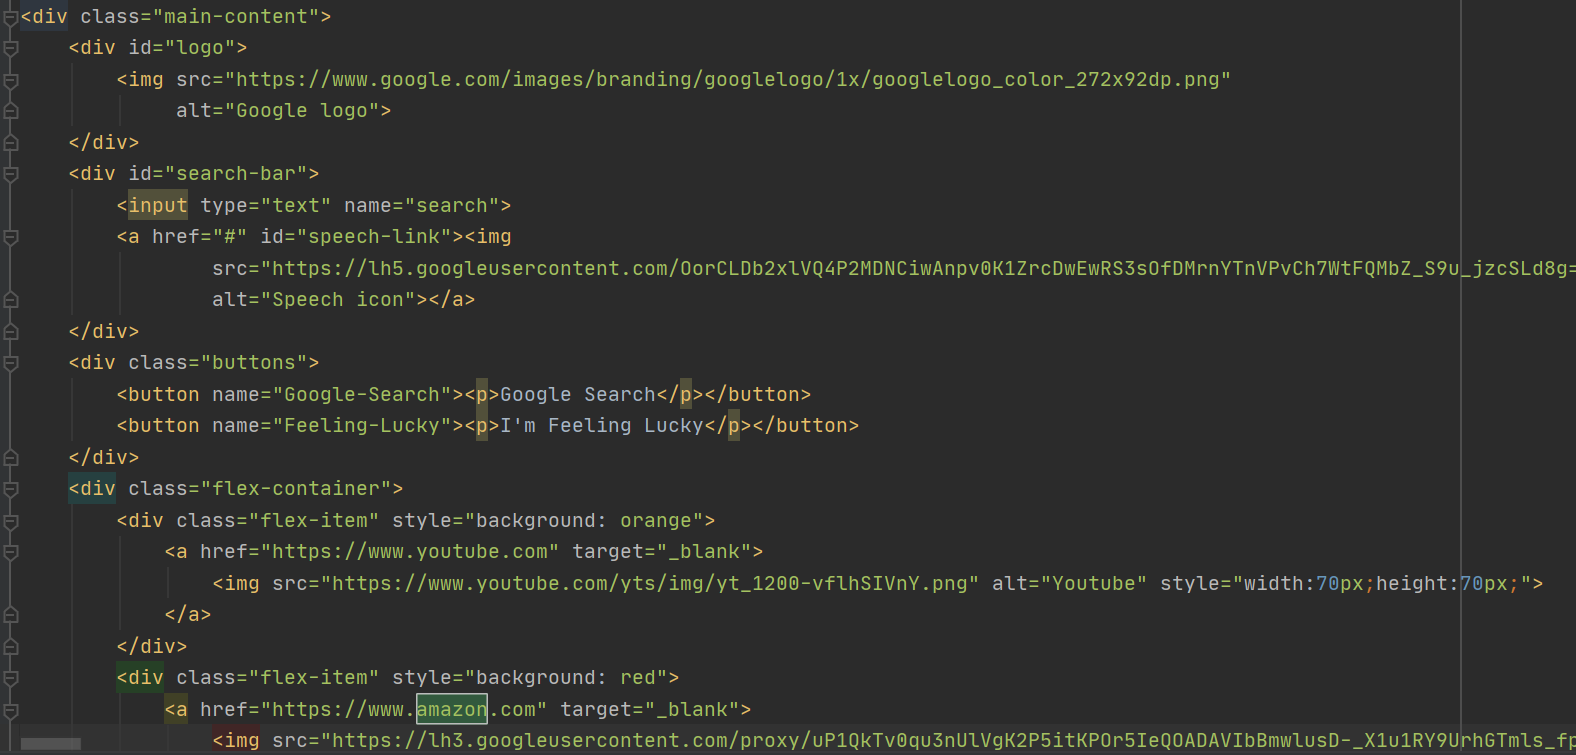 <div class="main-content">
<div id="logo">
<img src="https://www.google.com/images/branding/googlelogo/1x/googlelogo_color_272x92dp.png"
alt="Google logo">
</div>
<div id="search-bar">
<input type="text" name="search">
<a href="#" id="speech-link"><img
src="https://lh5.googleusercontent.com/OorCLDb2xlVQ4P2MDNCiwAnpv0K1ZrcDwEwRS3sOfDMrnYTnVPvCh7WtFQMbZ_S9u_jzcSLd8g=
alt="Speech icon"></a>
</div>
<div class="buttons">
<button name="Google-Search"><p>Google Search</p></button>
<button name="Feeling-Lucky"><p>I'm Feeling Lucky</p></button>
</div>
<div class="flex-container">
<div class="flex-item" style="background: orange">
<a href="https://www.youtube.com" target="_blank">
<img src="https://www.youtube.com/yts/img/yt_1200-vflhSIVnY.png" alt="Youtube" style="width:70px;height:70px;">
</a>
</div>
<div class="flex-item" style="background: red">
<a href="https://www.amazon.com" target="_blank">
<img src="https://lh3.googleusercontent.com/proxy/uP1QkTv0qu3nUlVgK2P5itKPOr5IeQOADAVIbBmwlusD-_X1u1RY9UrhGTmls_fp